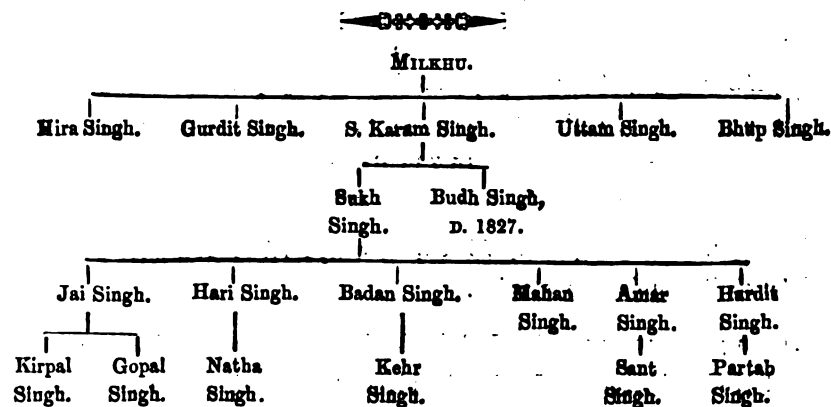 MILKHU.
Hira Singh. Gurdit Singh. S. Karam Singh. Uttam Singh. Bhup Singh.
Sukh Budh Singh,
Singh. D. 1827.
Jai Singh. Hari Singh. Badan Singh. Mahan Amar Hardit
Singh. Singh. Singh.
Kirpal Gopal Natha Kehr Sant Partab
Singh. Singh. Singh. Singh. Singh. Singh.